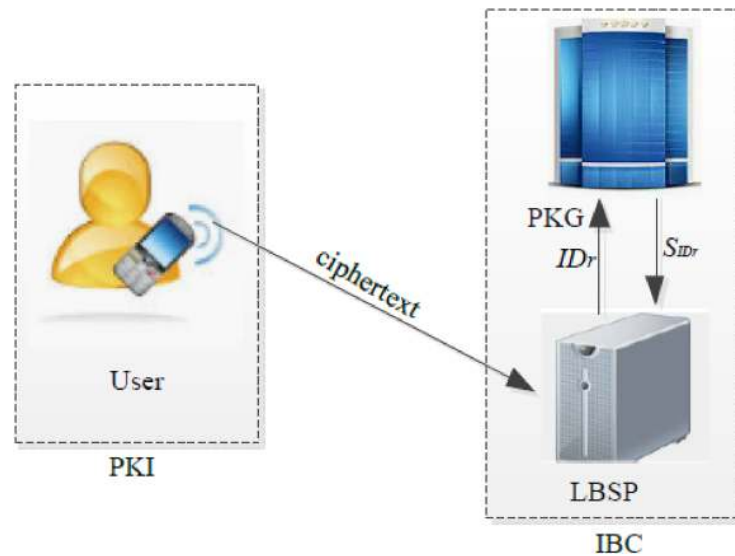 ciphertext
User
PKI
PKG
IDr
SIDr
LBSP
IBC